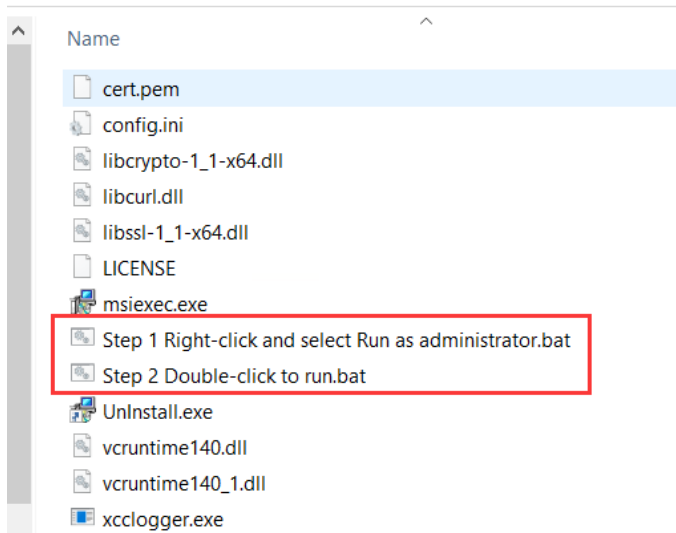 Name
cert.pem
config.ini
libcrypto-1_1-x64.dll
libcurl.dll
libssl-1_1-x64.dll
LICENSE
msiexec.exe
Step 1 Right-click and select Run as administrator.bat
Step 2 Double-click to run.bat
UnInstall.exe
vcruntime140.dll
vcruntime140_1.dll
xcclogger.exe